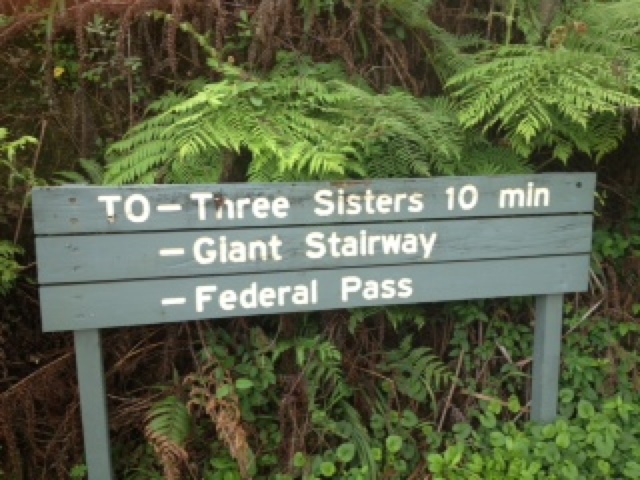 TO - Three Sisters 10 min
- Giant Stairway
- Federal Pass